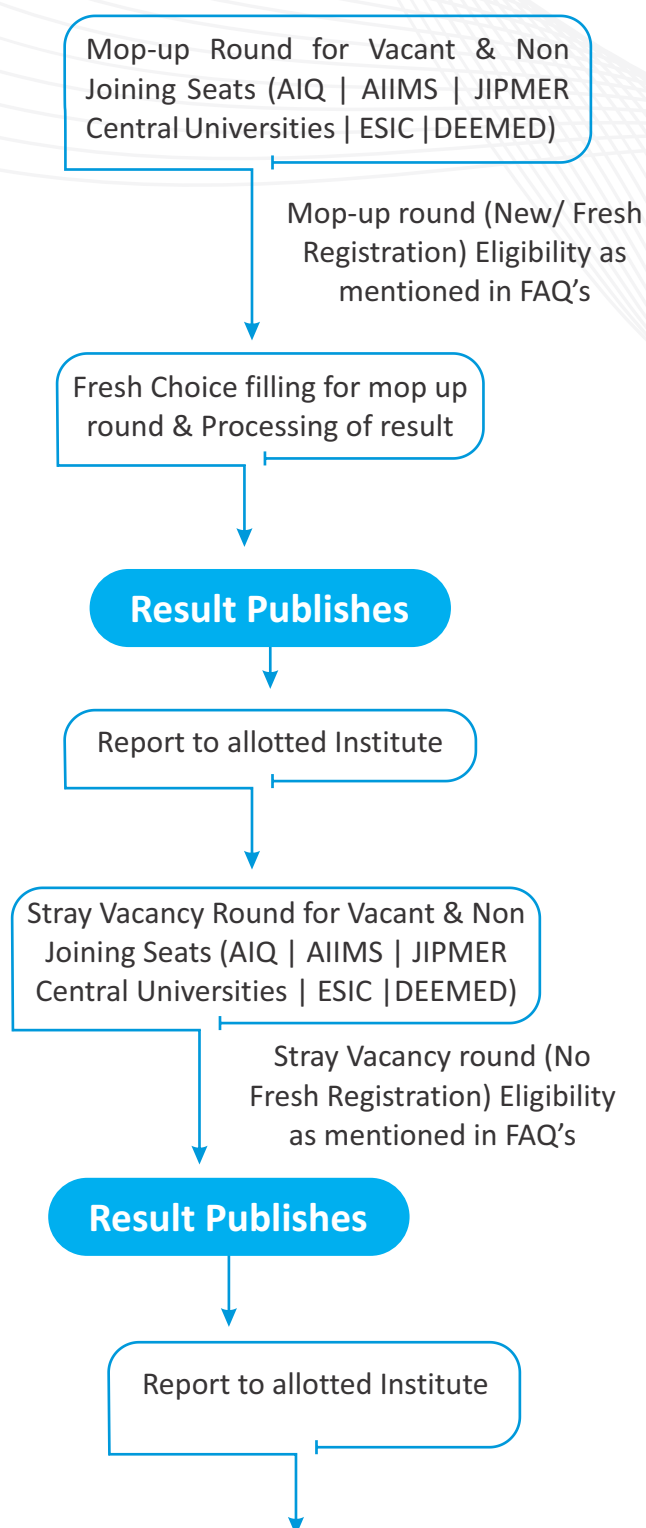 Mop-up Round for Vacant & Non
Joining Seats (AIQ | AIIMS | JIPMER
Central Universities | ESIC |DEEMED)
Mop-up round (New/ Fresh
Registration) Eligibility as
mentioned in FAQ’s
Fresh Choice filling for mop up
round & Processing of result
Result Publishes
Report to allotted Institute
Stray Vacancy Round for Vacant & Non
Joining Seats (AIQ | AIIMS | JIPMER
Central Universities | ESIC |DEEMED)
Stray Vacancy round (No
Fresh Registration) Eligibility
as mentioned in FAQ’s
Result Publishes
Report to allotted Institute